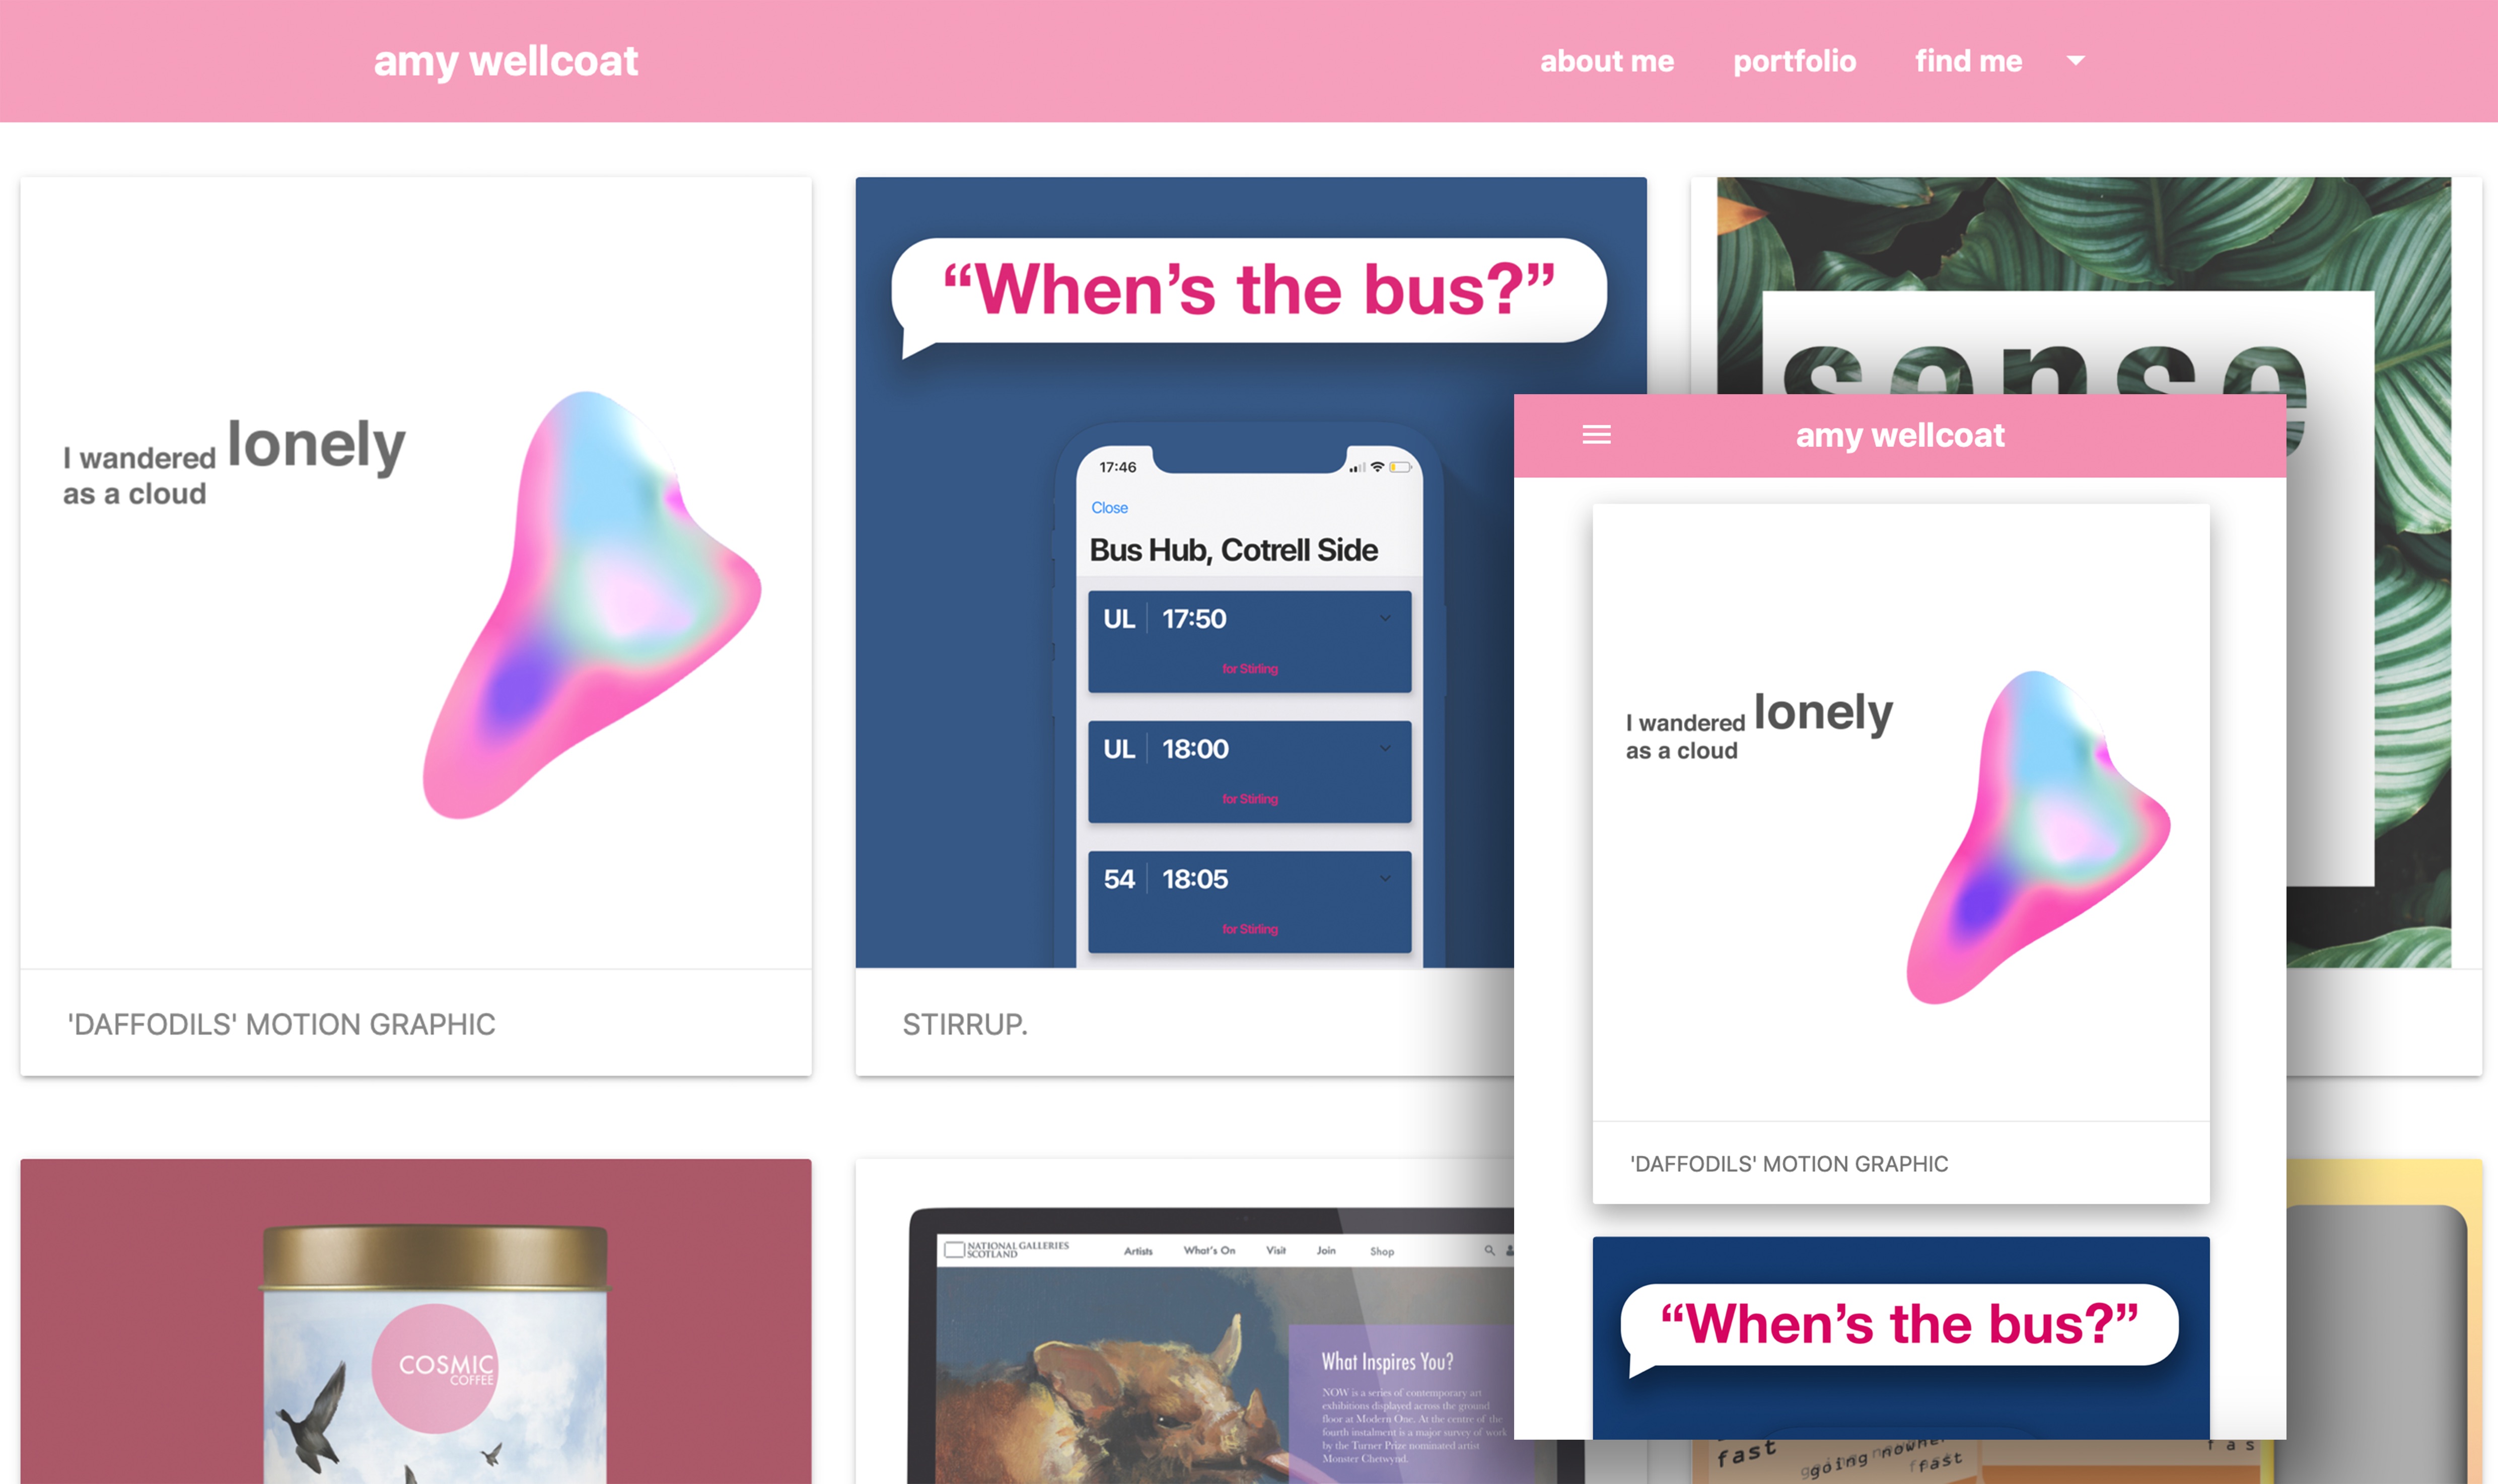 amy wellcoat
about me
portfolio
find me
I wandered lonely
as a cloud
'DAFFODILS' MOTION GRAPHIC
“When’s the bus?”
17:46
Close
Bus Hub, Cotrell Side
UL 17:50
for Stirling
UL 18:00
for Stirling
54 18:05
for Stirling
STIRRUP.
sense
amy wellcoat
I wandered lonely
as a cloud
'DAFFODILS' MOTION GRAPHIC
“When’s the bus?”
COSMIC
COFFEE
NATIONAL GALLERIES
SCOTLAND
Artists
What's On
Visit
Join
Shop
What Inspires You?
NOW is a series of contemporary art
exhibitions displayed across the ground
floor at Modern One. At the centre of the
fourth instalment is a major survey of work
by the Turner Prize nominated artist
Monster Chetwynd.
fast
going
fast